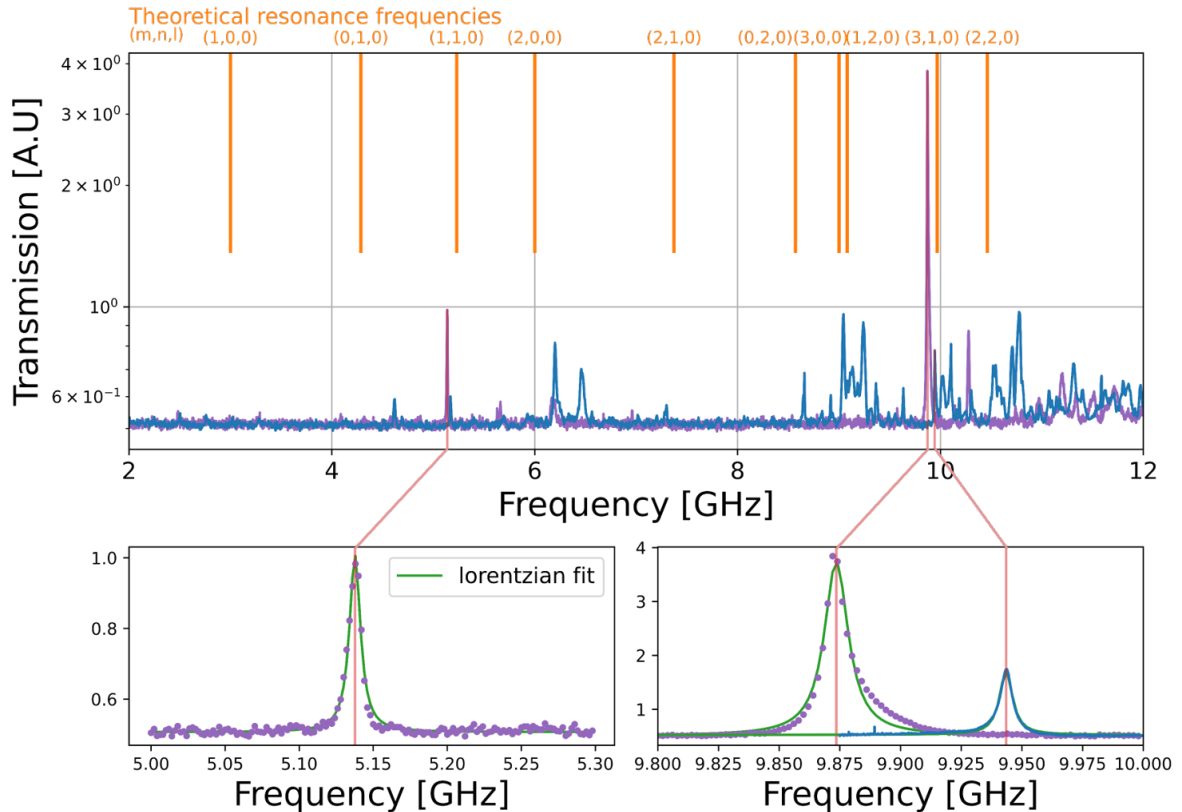 Theoretical resonance frequencies
(m,n,l) (1,0,0) (0,1,0) (1,1,0) (2,0,0) (2,1,0) (0,2,0) (3,0,0) (1,2,0) (3,1,0) (2,2,0)
Transmission [A.U]
4 × 10⁰
3 × 10⁰
2 × 10⁰
10⁰
6 × 10⁻¹
2 4 6 8 10 12
Frequency [GHz]
1.0
0.8
0.6
lorentzian fit
5.00 5.05 5.10 5.15 5.20 5.25 5.30
Frequency [GHz]
4
3
2
1
9.800 9.825 9.850 9.875 9.900 9.925 9.950 9.975 10.000
Frequency [GHz]